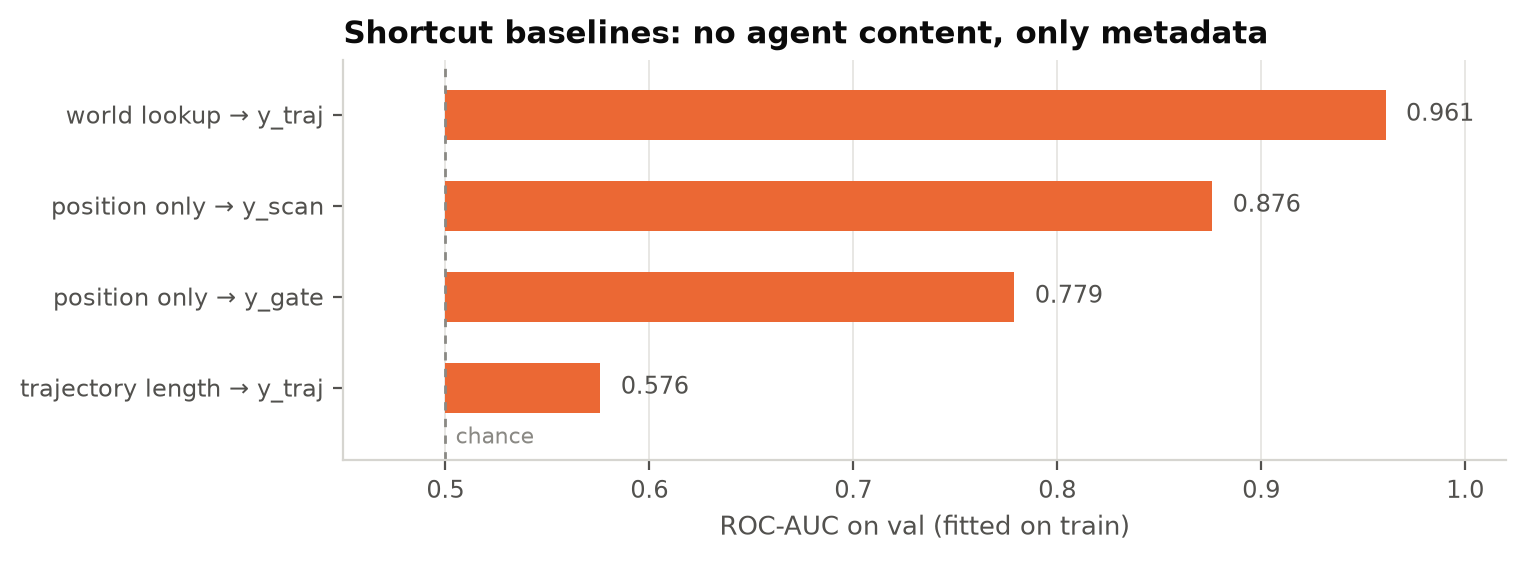 Shortcut baselines: no agent content, only metadata
world lookup → y_traj
0.961
position only → y_scan
0.876
position only → y_gate
0.779
trajectory length → y_traj
0.576
chance
0.5 0.6 0.7 0.8 0.9 1.0
ROC-AUC on val (fitted on train)